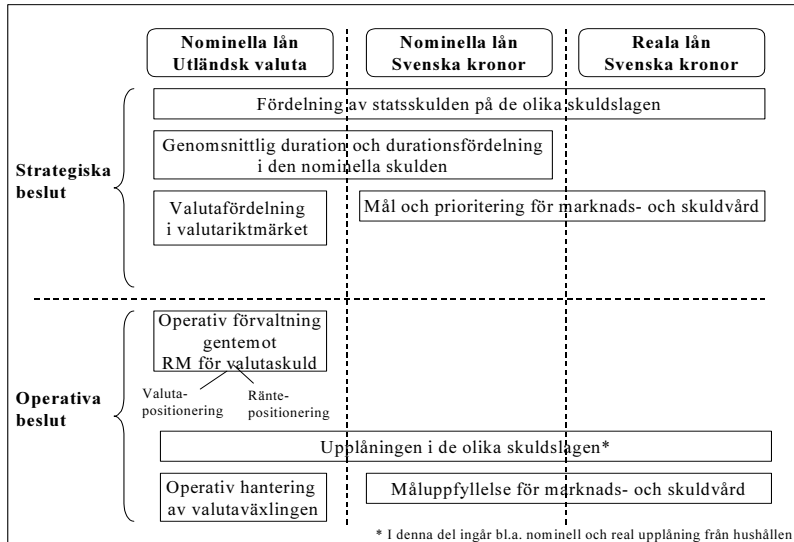 Nominella lån
Utländsk valuta
Nominella lån
Svenska kronor
Reala lån
Svenska kronor
Strategiska
beslut
Fördelning av statsskulden på de olika skuldslagen
Genomsnittlig duration och durationsfördelning
i den nominella skulden
Valutafördelning
i valutariktmärket
Mål och prioritering för marknads- och skuldvård
Operativa
beslut
Operativ förvaltning
gentemot
RM för valutaskuld
Valuta-
positionering
Ränte-
positionering
Upplåningen i de olika skuldslagen*
Operativ hantering
av valutaväxlingen
Måluppfyllelse för marknads- och skuldvård
* I denna del ingår bl.a. nominell och real upplåning från hushållen